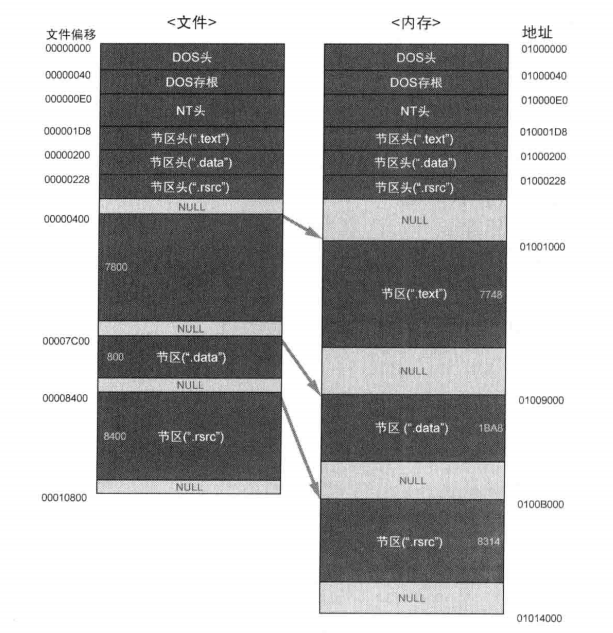 <文件>
<内存>
文件偏移
地址
00000000
DOS头
DOS头
01000000
00000040
DOS存根
DOS存根
01000040
000000E0
NT头
NT头
010000E0
000001D8
节区头(“.text”)
节区头(“.text”)
010001D8
00000200
节区头(“.data”)
节区头(“.data”)
01000200
00000228
节区头(“.rsrc”)
节区头(“.rsrc”)
01000228
NULL
NULL
00000400
01001000
7800
节区(“.text”)
7748
NULL
00007C00
800
节区(“.data”)
NULL
NULL
00008400
01009000
8400
节区(“.rsrc”)
节区 (“.data”)
1BA8
NULL
NULL
00010800
0100B000
节区(“.rsrc”)
8314
NULL
01014000